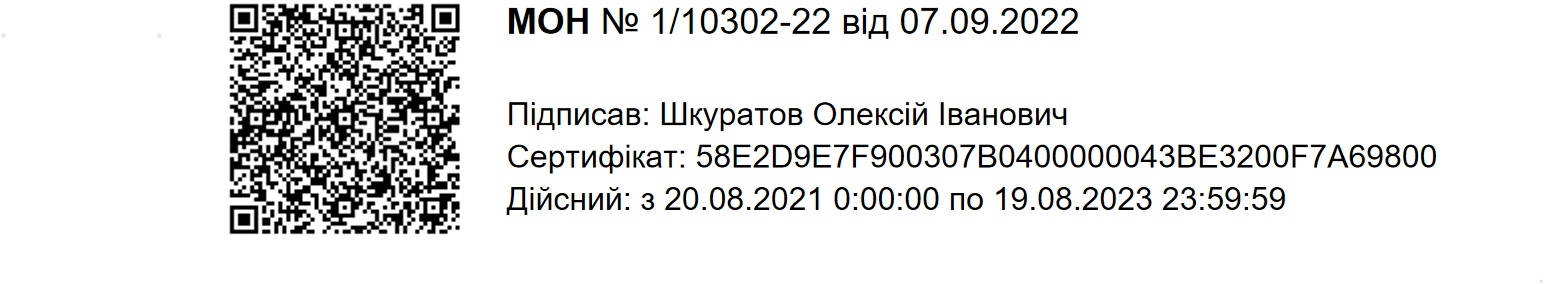 МОН № 1/10302-22 від 07.09.2022
Підписав: Шкуратов Олексій Іванович
Сертифікат: 58E2D9E7F900307B0400000043BE3200F7A69800
Дійсний: з 20.08.2021 0:00:00 по 19.08.2023 23:59:59